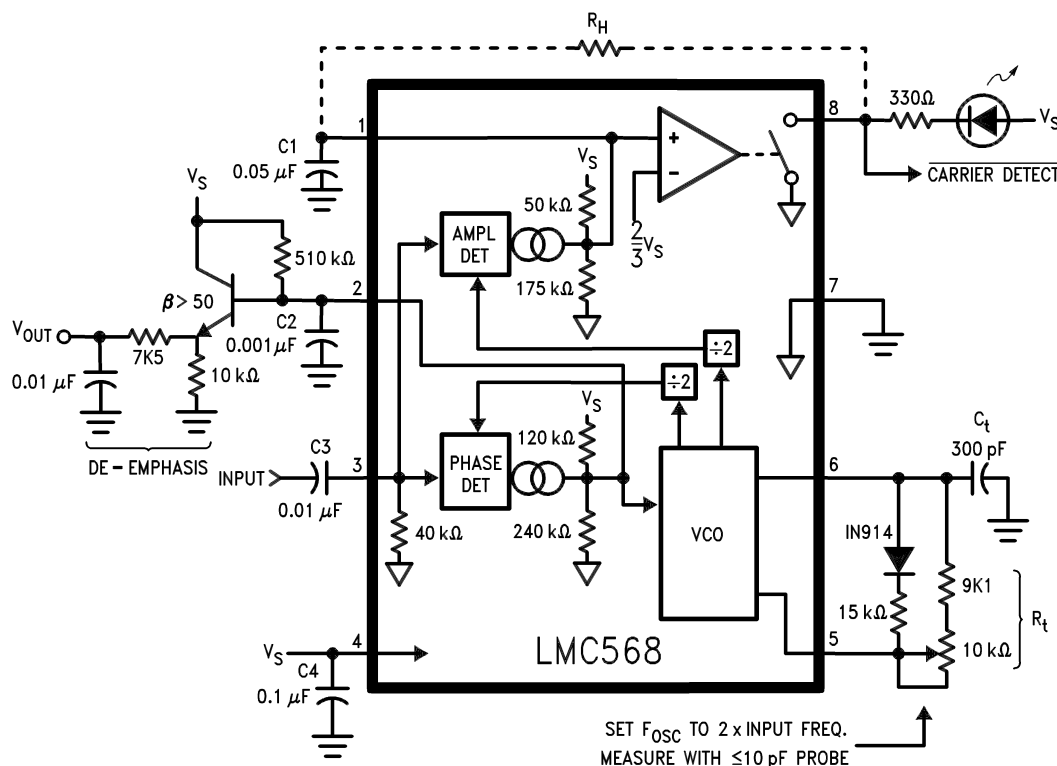 R_H
1
8
330Ω
V_S
C1
0.05 μF
V_S
V_S
+
−
50 kΩ
2/3 V_S
CARRIER DETECT
AMPL
DET
510 kΩ
175 kΩ
2
7
β> 50
C2
0.001 μF
V_OUT
7K5
10 kΩ
0.01 μF
÷2
÷2
V_S
DE – EMPHASIS
C3
3
INPUT
0.01 μF
PHASE
DET
120 kΩ
240 kΩ
40 kΩ
VCO
6
C_t
300 pF
IN914
9K1
15 kΩ
R_t
10 kΩ
5
V_S
4
C4
0.1 μF
LMC568
SET F_OSC TO 2 x INPUT FREQ.
MEASURE WITH ≤10 pF PROBE